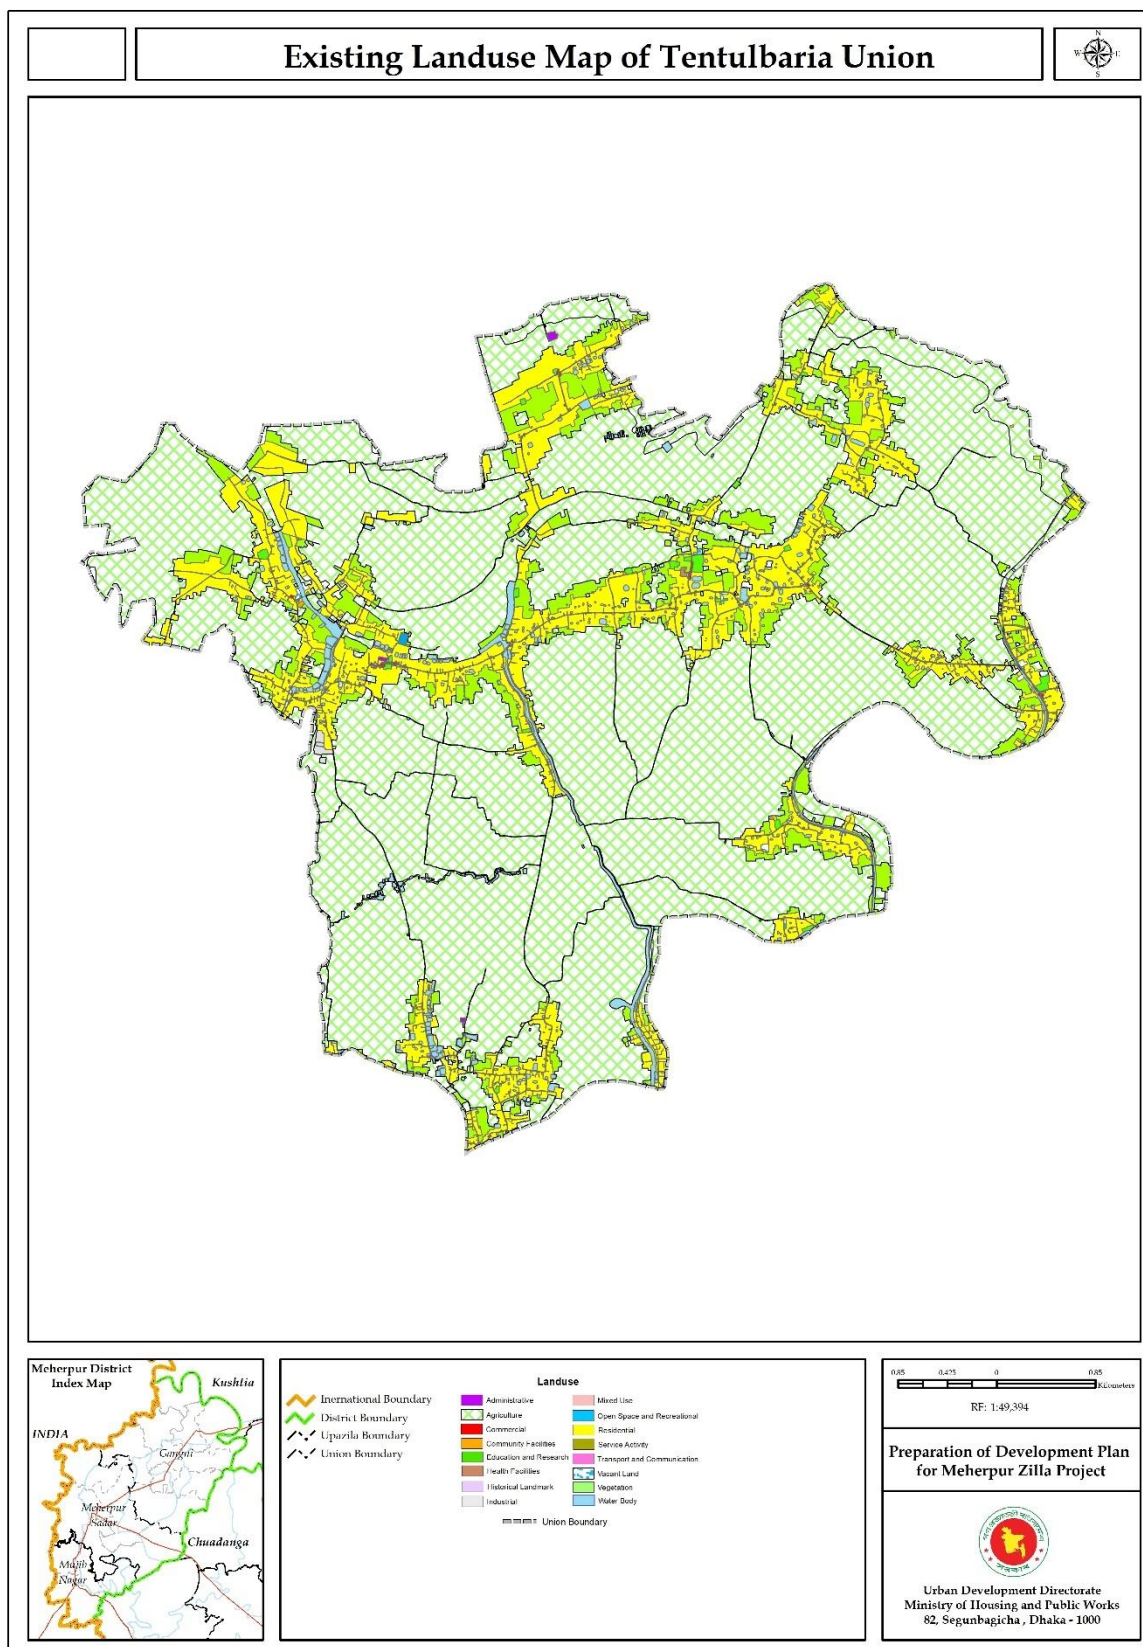 Existing Landuse Map of Tentulbaria Union
N
W E
S
Meherpur District
Index Map
Kushtia
INDIA
Gangni
Meherpur
Sadar
Chuadanga
Mujib
Nagar
Inernational Boundary
District Boundary
Upazila Boundary
Union Boundary
Landuse
Administrative
Agriculture
Commercial
Community Facilities
Education and Research
Health Facilities
Historical Landmark
Industrial
Mixed Use
Open Space and Recreational
Residential
Service Activity
Transport and Communication
Vacant Land
Vegetation
Water Body
Union Boundary
0.85 0.425 0 0.85
Kilometers
RF: 1:49,394
Preparation of Development Plan
for Meherpur Zilla Project
Urban Development Directorate
Ministry of Housing and Public Works
82, Segunbagicha , Dhaka - 1000